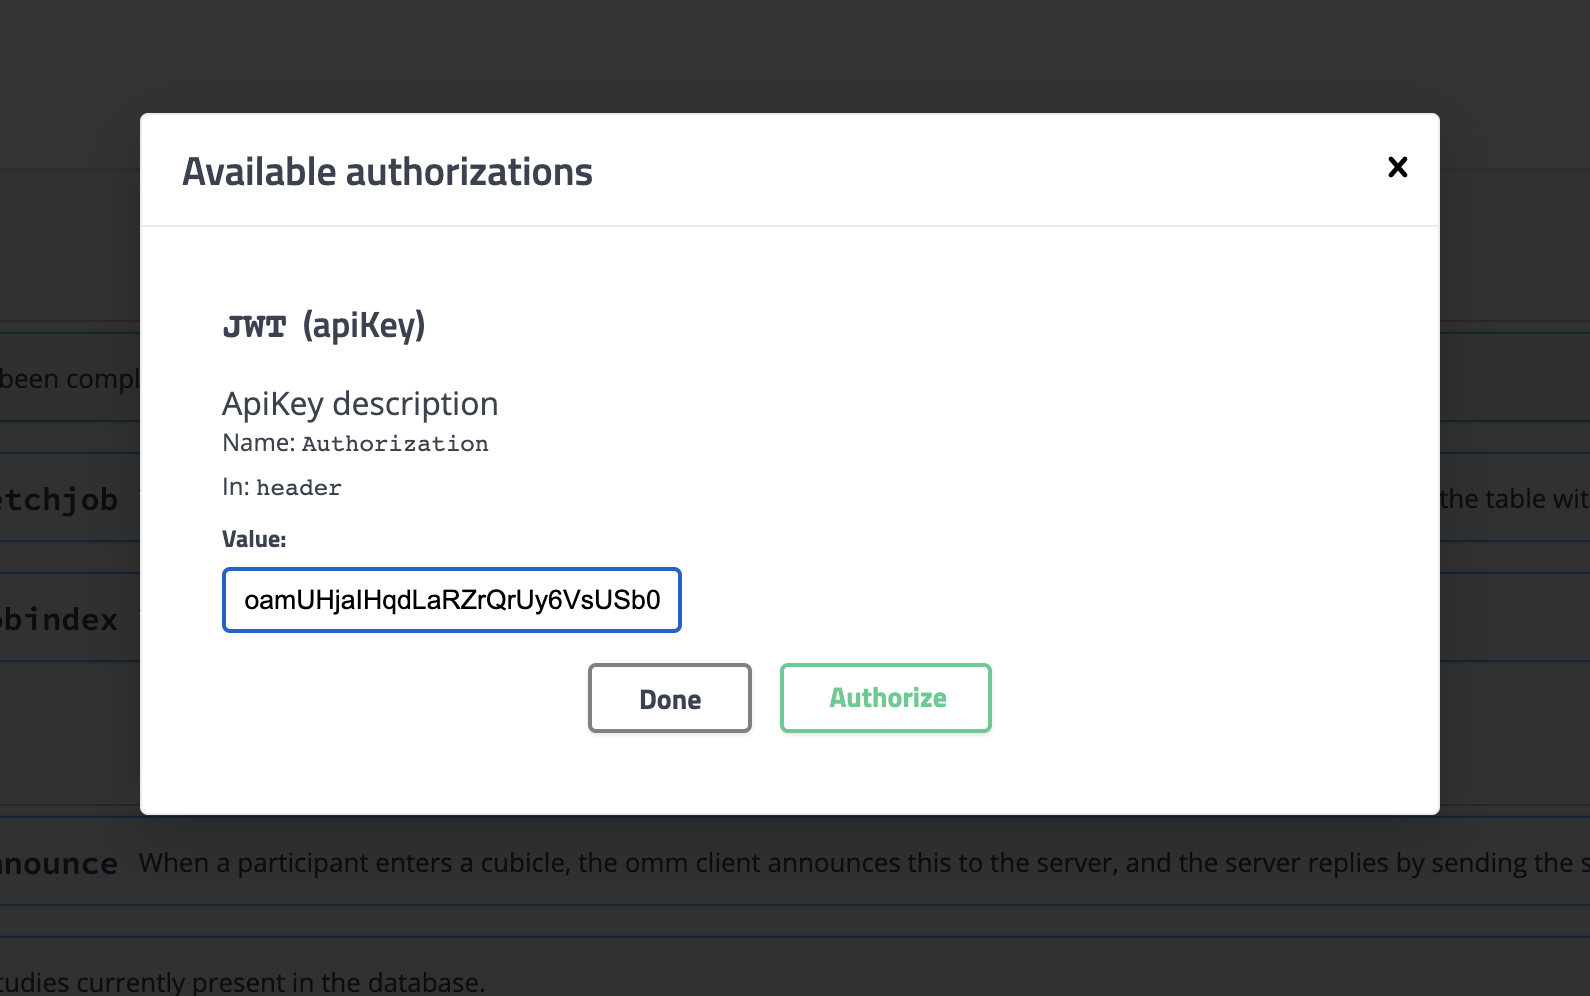 Available authorizations
JWT (apiKey)
been compl
ApiKey description
Name: Authorization
In: header
etchjob
the table wit
Value:
oamUHjaIHqdLaRZrQrUy6VsUSb0
bindex
Done
Authorize
nnounce When a participant enters a cubicle, the omm client announces this to the server, and the server replies by sending the s
tudies currently present in the database.